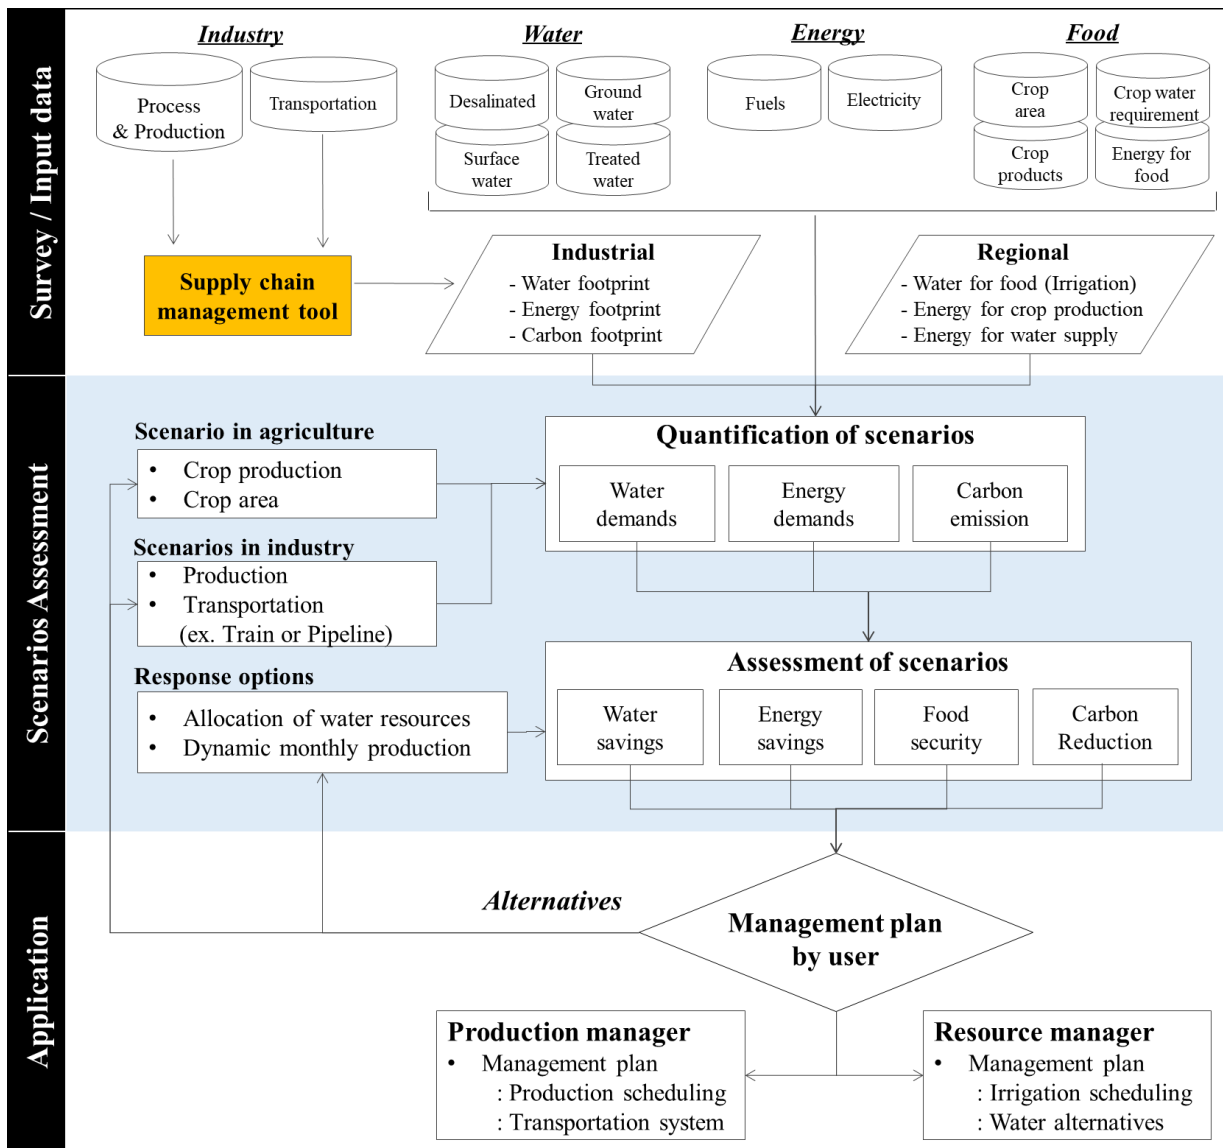 Survey / Input data
Industry
Process
& Production
Transportation
Water
Desalinated
Ground
water
Surface
water
Treated
water
Energy
Fuels
Electricity
Food
Crop
area
Crop water
requirement
Crop
products
Energy for
food
Supply chain
management tool
Industrial
- Water footprint
- Energy footprint
- Carbon footprint
Regional
- Water for food (Irrigation)
- Energy for crop production
- Energy for water supply
Scenarios Assessment
Scenario in agriculture
• Crop production
• Crop area
Scenarios in industry
• Production
• Transportation
(ex. Train or Pipeline)
Response options
• Allocation of water resources
• Dynamic monthly production
Quantification of scenarios
Water
demands
Energy
demands
Carbon
emission
Assessment of scenarios
Water
savings
Energy
savings
Food
security
Carbon
Reduction
Application
Alternatives
Management plan
by user
Production manager
• Management plan
: Production scheduling
: Transportation system
Resource manager
• Management plan
: Irrigation scheduling
: Water alternatives